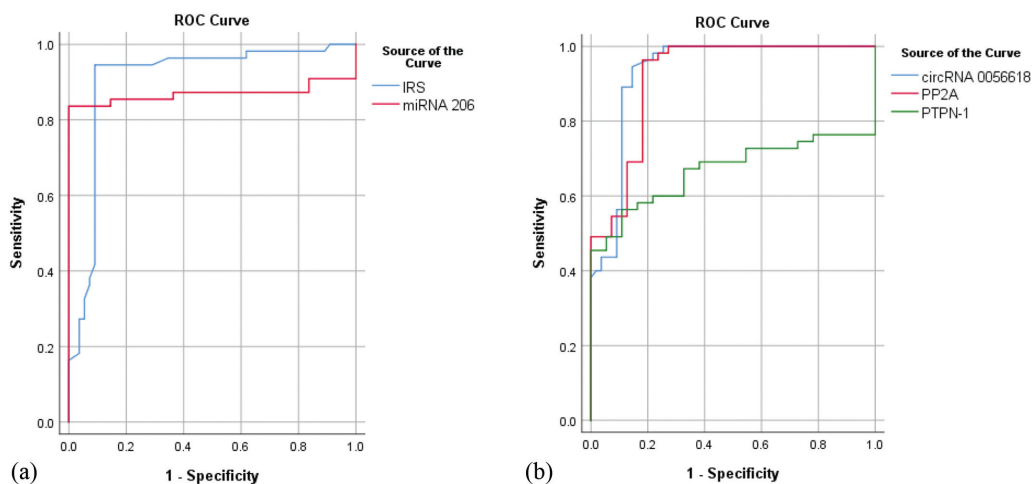 ROC Curve
Source of the
Curve
IRS
miRNA 206
1.0
0.8
0.6
0.4
0.2
0.0
Sensitivity
0.0 0.2 0.4 0.6 0.8 1.0
1 - Specificity
(a)
ROC Curve
Source of the Curve
circRNA 0056618
PP2A
PTPN-1
1.0
0.8
0.6
0.4
0.2
0.0
Sensitivity
0.0 0.2 0.4 0.6 0.8 1.0
1 - Specificity
(b)